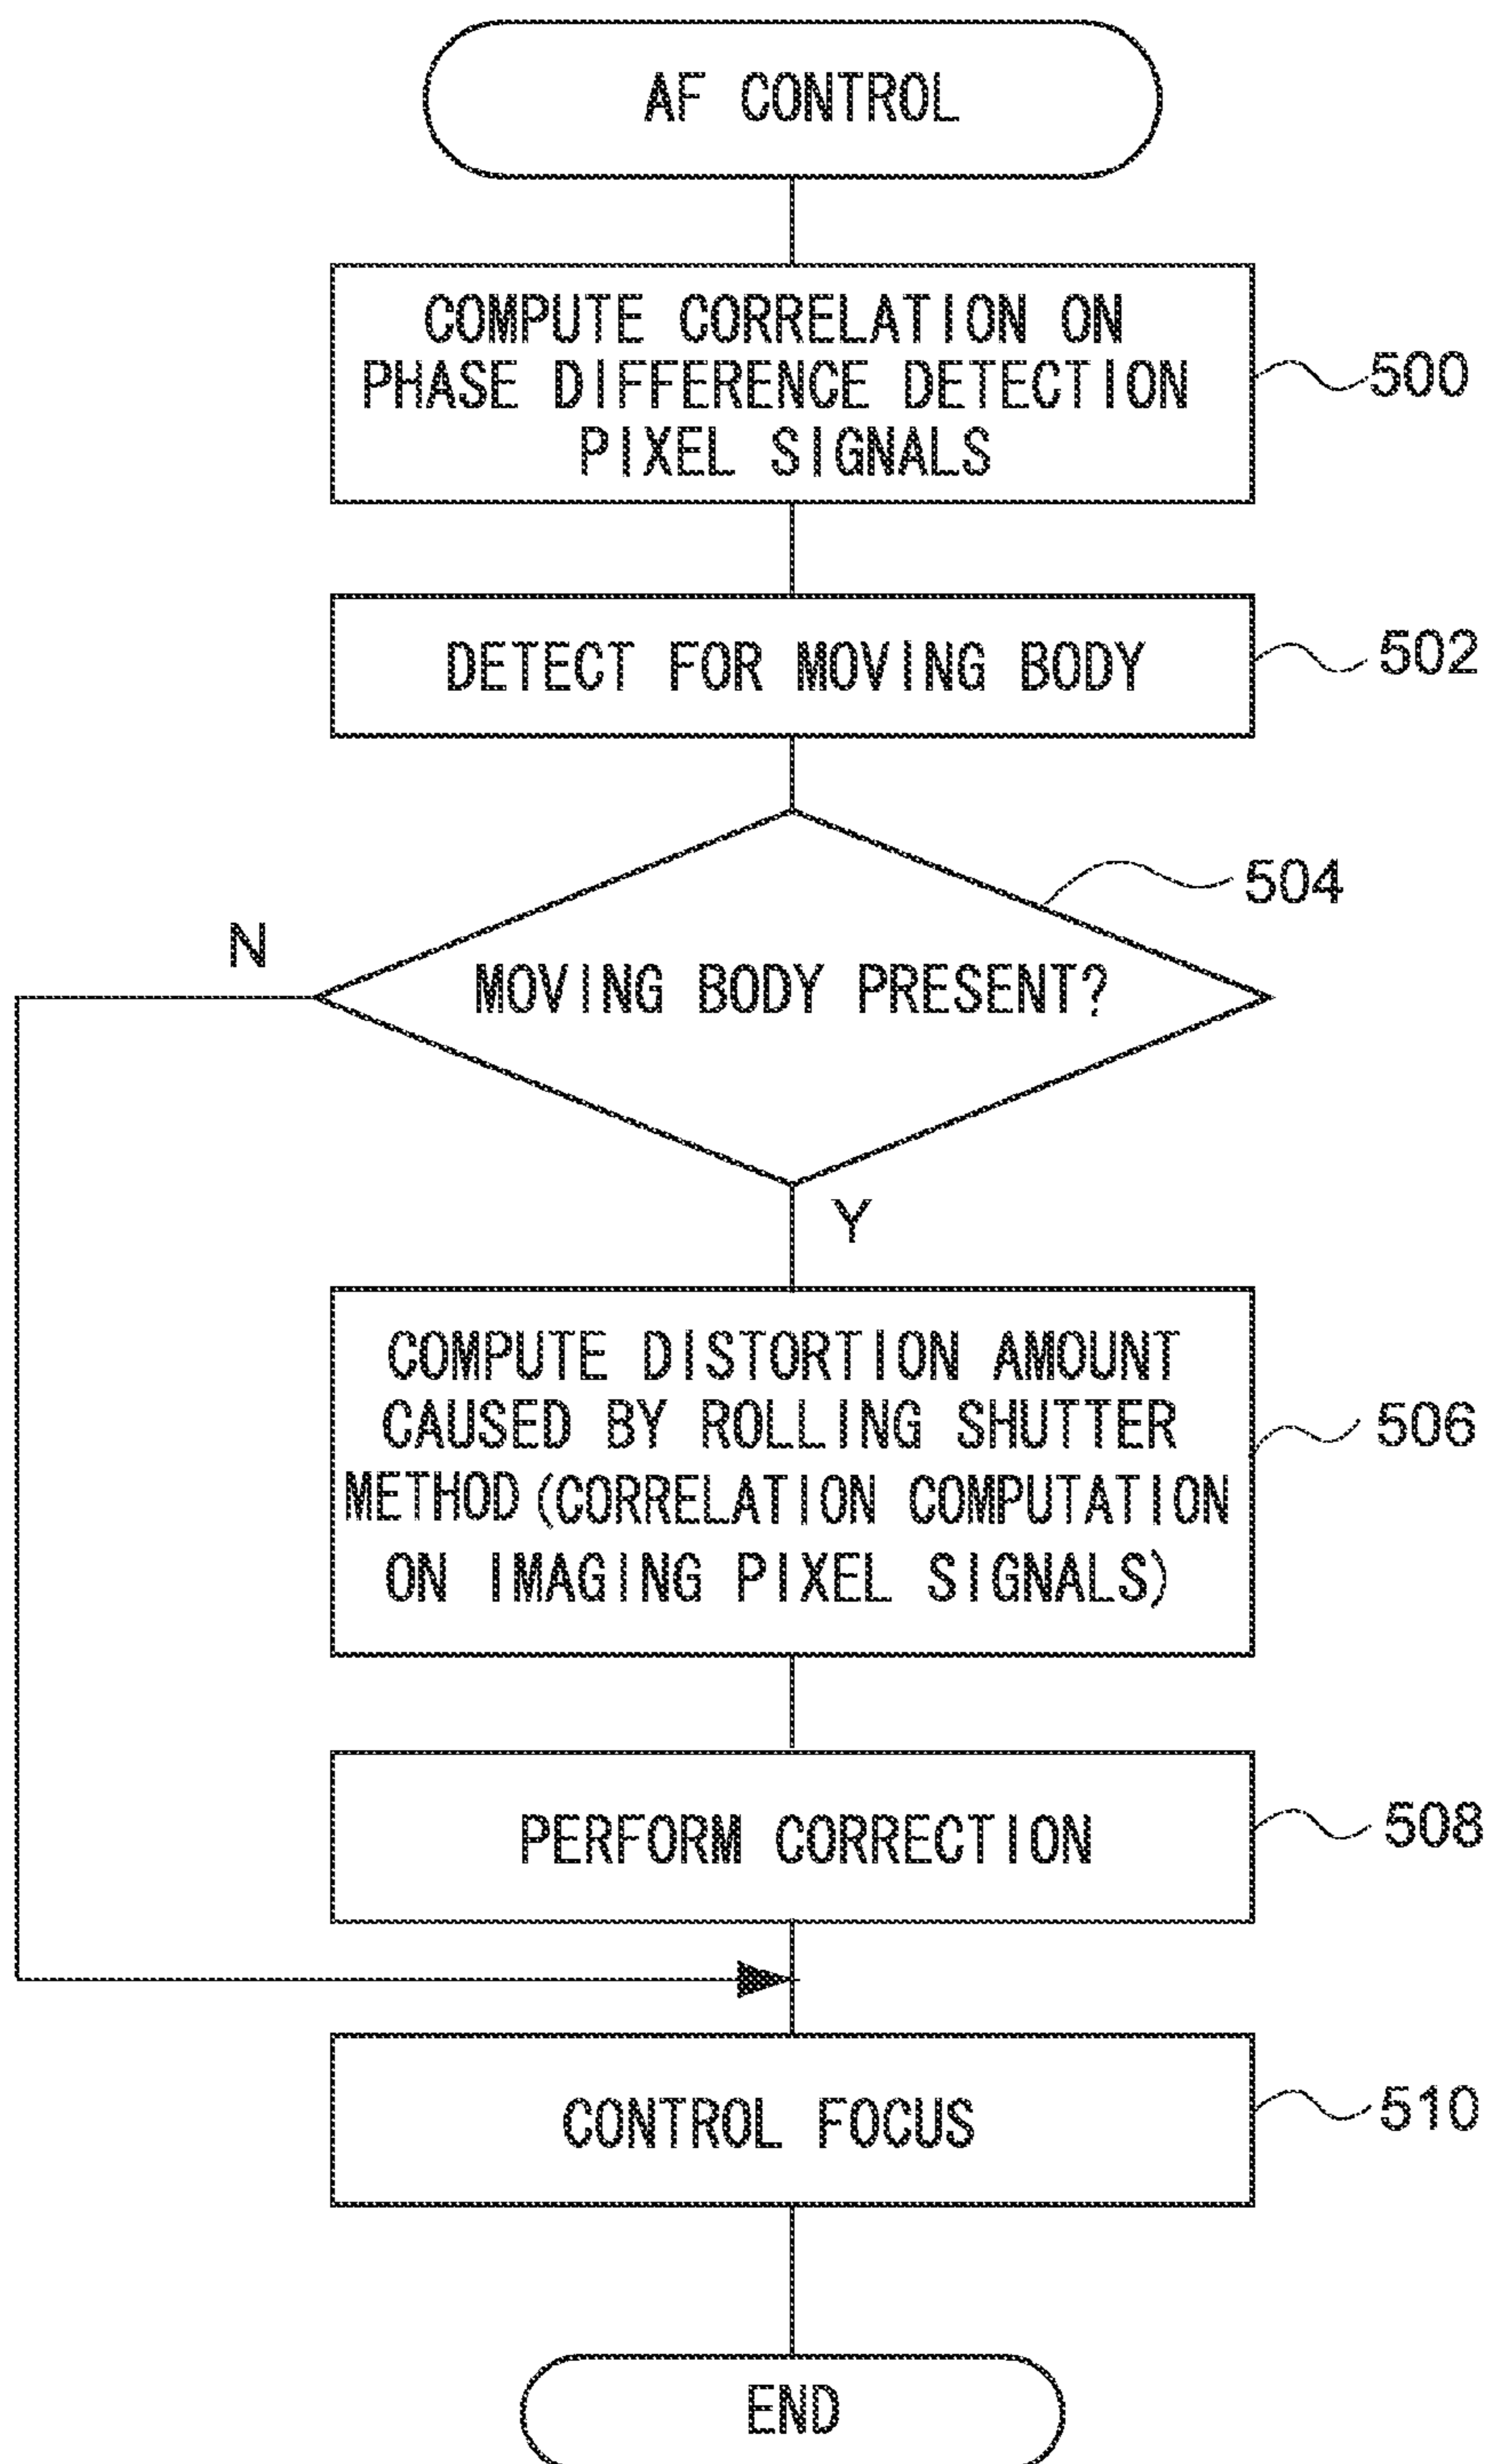 AF CONTROL
COMPUTE CORRELATION ON
PHASE DIFFERENCE DETECTION
PIXEL SIGNALS
500
DETECT FOR MOVING BODY
502
504
N
MOVING BODY PRESENT?
Y
COMPUTE DISTORTION AMOUNT
CAUSED BY ROLLING SHUTTER
METHOD (CORRELATION COMPUTATION
ON IMAGING PIXEL SIGNALS)
506
PERFORM CORRECTION
508
CONTROL FOCUS
510
END